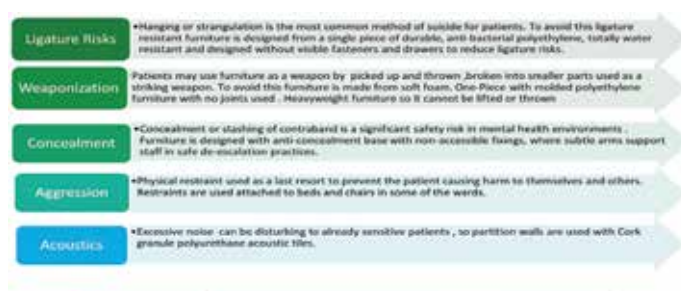 Ligature Risks
•Hanging or strangulation is the most common method of suicide for patients. To avoid this ligature
resistant furniture is designed from a single piece of durable, anti-bacterial polyethylene, totally water
resistant and designed without visible fasteners and drawers to reduce ligature risks.
Weaponization
Patients may use furniture as a weapon by picked up and thrown ,broken into smaller parts used as a
striking weapon. To avoid this furniture is made from soft foam. One-Piece with molded polyethylene
furniture with no joints used . Heavyweight furniture so it cannot be lifted or thrown
Concealment
•Concealment or stashing of contraband is a significant safety risk in mental health environments .
Furniture is designed with anti-concealment base with non-accessible fixings, where subtle arms support
staff in safe de-escalation practices.
Aggression
•Physical restraint used as a last resort to prevent the patient causing harm to themselves and others.
Restraints are used attached to beds and chairs in some of the wards.
Acoustics
•Excessive noise can be disturbing to already sensitive patients , so partition walls are used with Cork
granule polyurethane acoustic tiles.